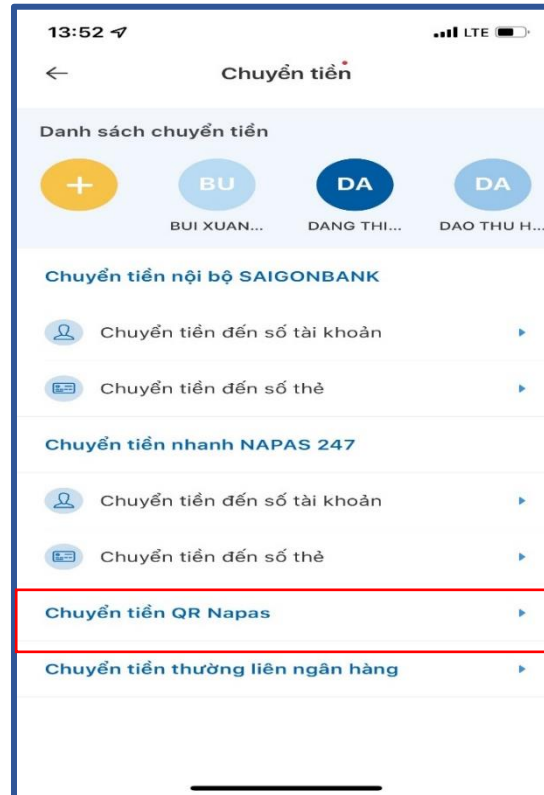 13:52
LTE
Chuyển tiền
Danh sách chuyển tiền
BU
DA
DA
BUI XUAN...
DANG THI...
DAO THU H...
Chuyển tiền nội bộ SAIGONBANK
Chuyển tiền đến số tài khoản
Chuyển tiền đến số thẻ
Chuyển tiền nhanh NAPAS 247
Chuyển tiền đến số tài khoản
Chuyển tiền đến số thẻ
Chuyển tiền QR Napas
Chuyển tiền thường liên ngân hàng